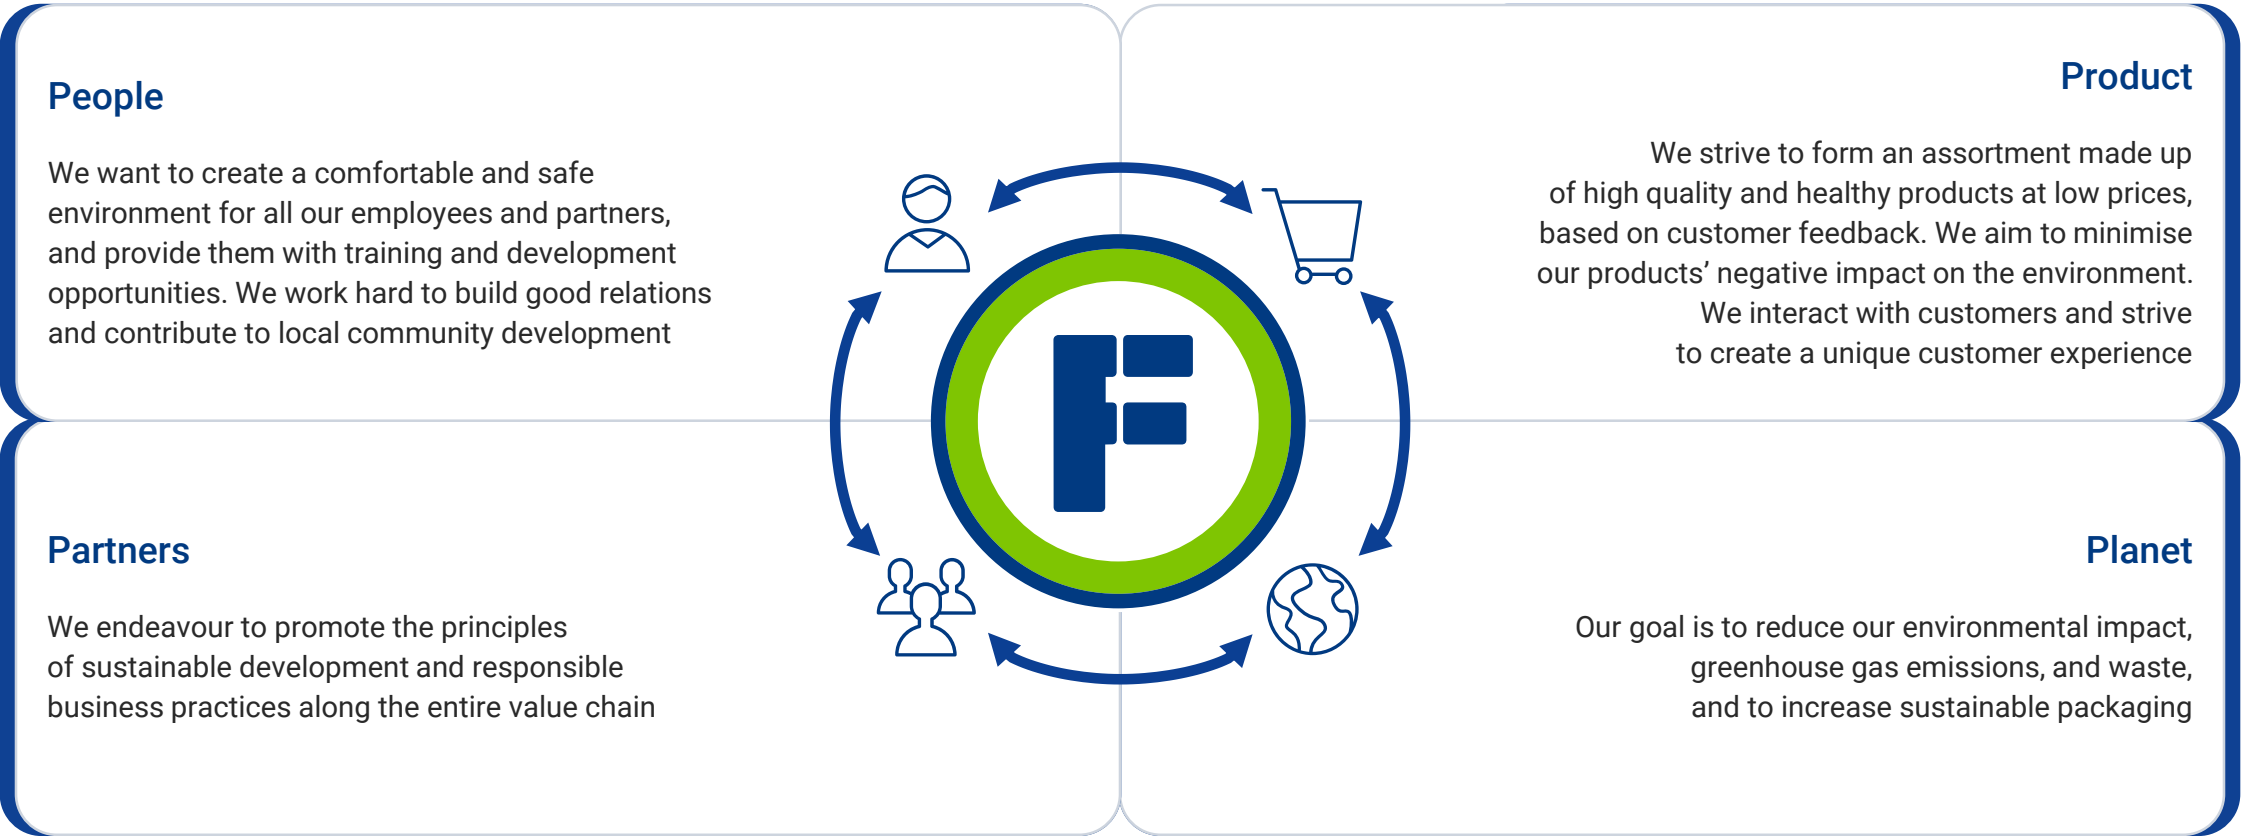 People
We want to create a comfortable and safe
environment for all our employees and partners,
and provide them with training and development
opportunities. We work hard to build good relations
and contribute to local community development
Product
We strive to form an assortment made up
of high quality and healthy products at low prices,
based on customer feedback. We aim to minimise
our products’ negative impact on the environment.
We interact with customers and strive
to create a unique customer experience
F
Partners
We endeavour to promote the principles
of sustainable development and responsible
business practices along the entire value chain
Planet
Our goal is to reduce our environmental impact,
greenhouse gas emissions, and waste,
and to increase sustainable packaging